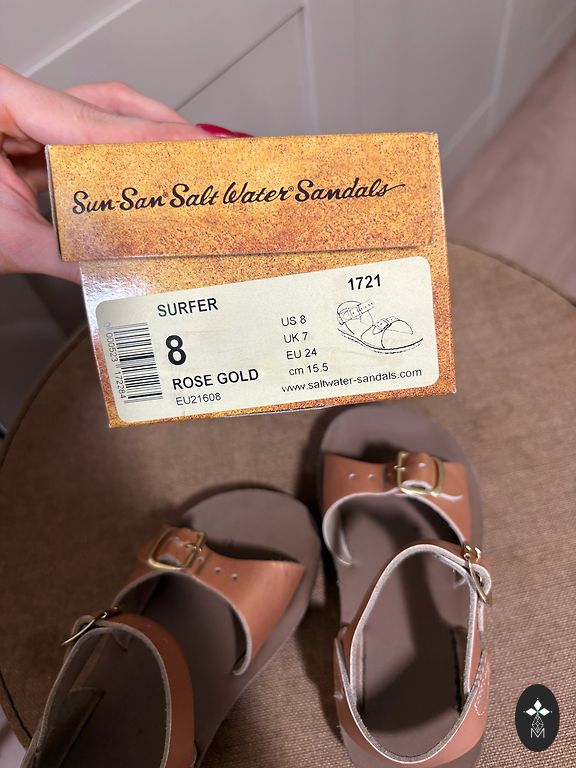 Sun-San® Salt Water® Sandals
SURFER
1721
8
US 8
UK 7
EU 24
cm 15.5
ROSE GOLD
EU21608
www.saltwater-sandals.com
M